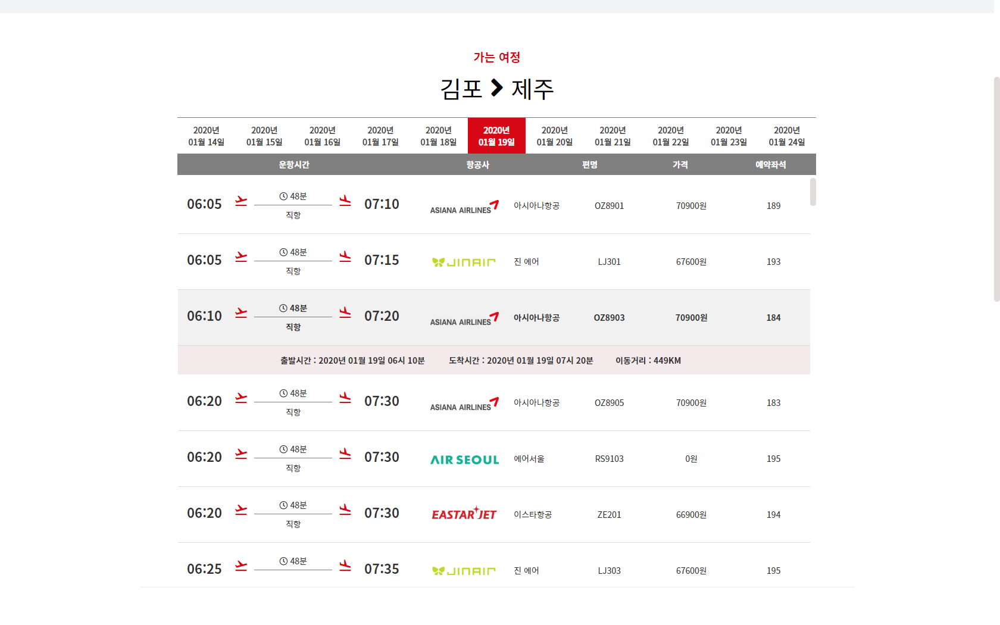 가는 여정
김포 > 제주
2020년 2020년 2020년 2020년 2020년 2020년 2020년 2020년 2020년 2020년 2020년
01월 14일 01월 15일 01월 16일 01월 17일 01월 18일 01월 19일 01월 20일 01월 21일 01월 22일 01월 23일 01월 24일
운항시간 항공사 편명 가격 예약좌석
48분
06:05 07:10 ASIANA AIRLINES 아시아나항공 OZ8901 70900원 189
직항
48분
06:05 07:15 JINAIR 진 에어 LJ301 67600원 193
직항
48분
06:10 07:20 ASIANA AIRLINES 아시아나항공 OZ8903 70900원 184
직항
출발시간 : 2020년 01월 19일 06시 10분 도착시간 : 2020년 01월 19일 07시 20분 이동거리 : 449KM
48분
06:20 07:30 ASIANA AIRLINES 아시아나항공 OZ8905 70900원 183
직항
48분
06:20 07:30 AIR SEOUL 에어서울 RS9103 0원 195
직항
48분
06:20 07:30 EASTAR JET 이스타항공 ZE201 66900원 194
직항
48분
06:25 07:35 JINAIR 진 에어 LJ303 67600원 195